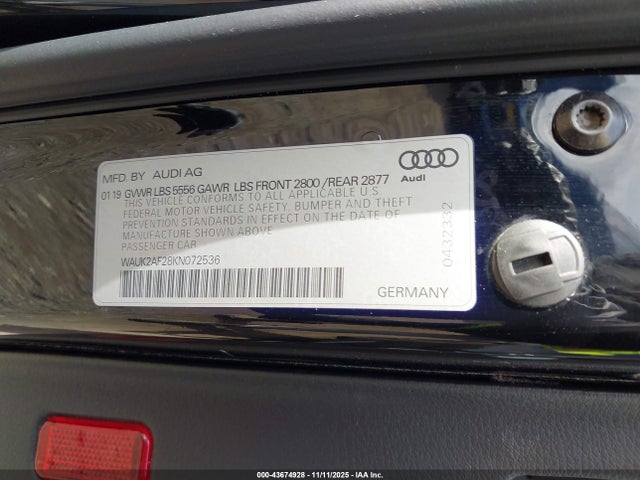 MFD. BY AUDI AG
Audi
01 19 GVWR LBS 5556 GAWR LBS FRONT 2800 /REAR 2877
THIS VEHICLE CONFORMS TO ALL APPLICABLE U.S.
FEDERAL MOTOR VEHICLE SAFETY, BUMPER AND THEFT
PREVENTION STANDARDS IN EFFECT ON THE DATE OF
MANUFACTURE SHOWN ABOVE.
PASSENGER CAR
WAUK2AF28KN072536
0432332
GERMANY
000-43674928 - 11/11/2025 - IAA Inc.